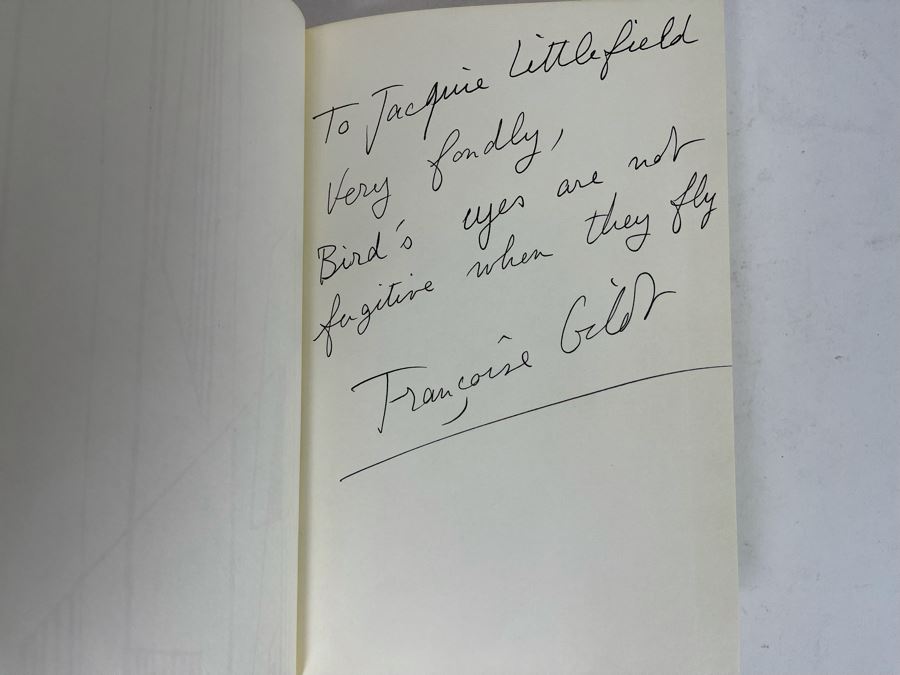 To Jacquie Littlefield
Very fondly,
Bird's eyes are not
fugitive when they fly
Françoise Gilot